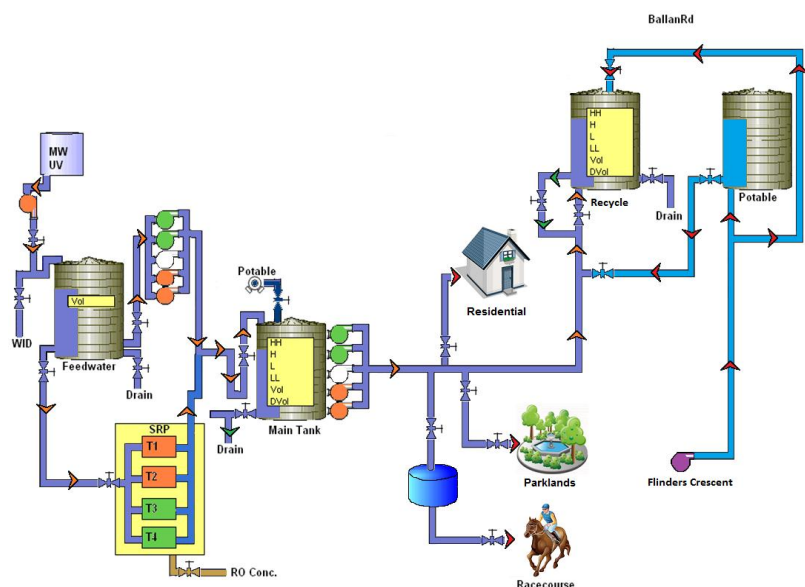 BallanRd
MW
UV
HH
H
L
LL
Vol
DVol
Recycle
Drain
Potable
Potable
Residential
Vol
WID
Feedwater
Drain
HH
H
L
LL
Vol
DVol
Main Tank
Drain
SRP
T1
T2
T3
T4
Parklands
Flinders Crescent
RO Conc.
Racecourse